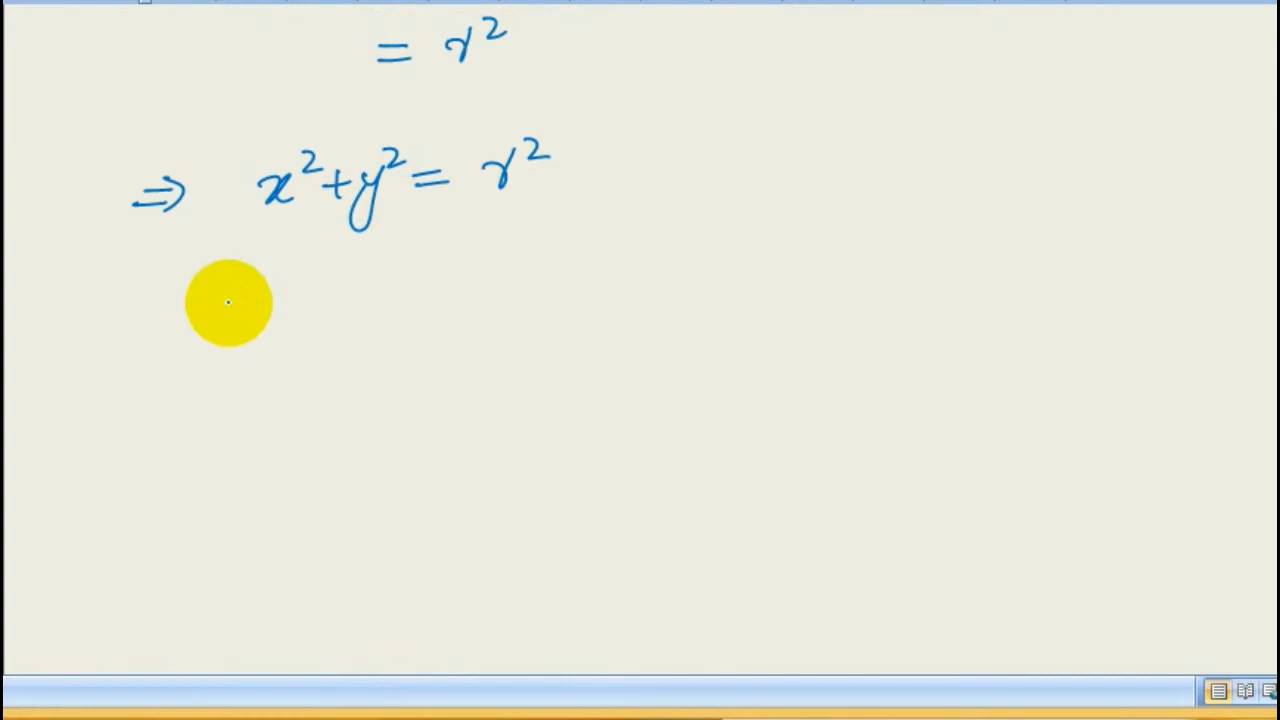 = r²
⇒ x²+y² = r²